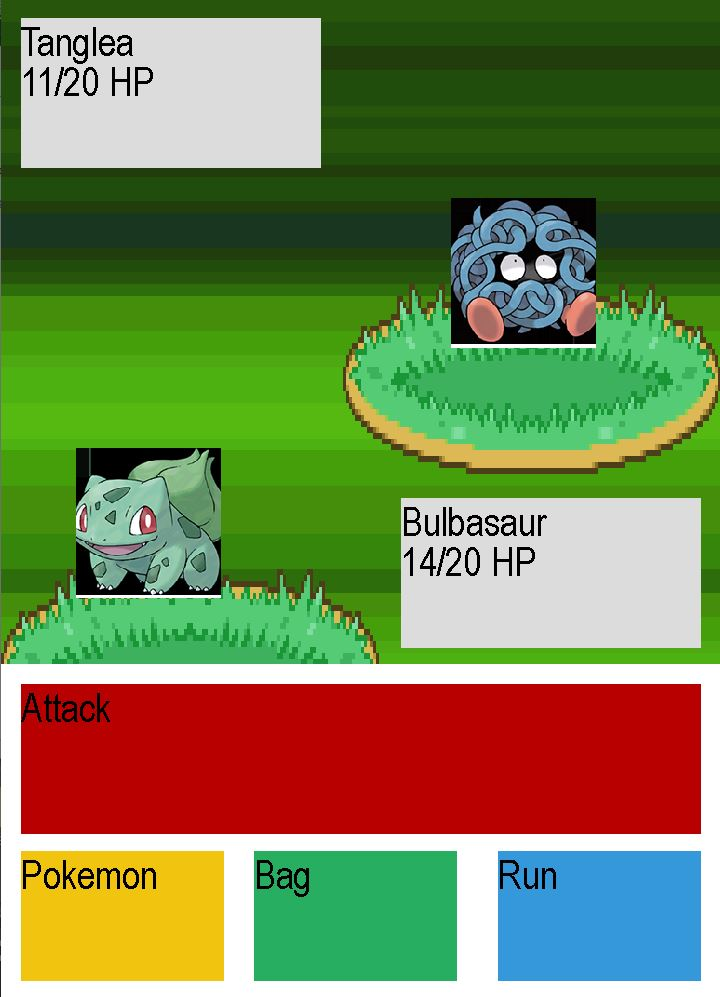 Tanglea
11/20 HP
Bulbasaur
14/20 HP
Attack
Pokemon
Bag
Run